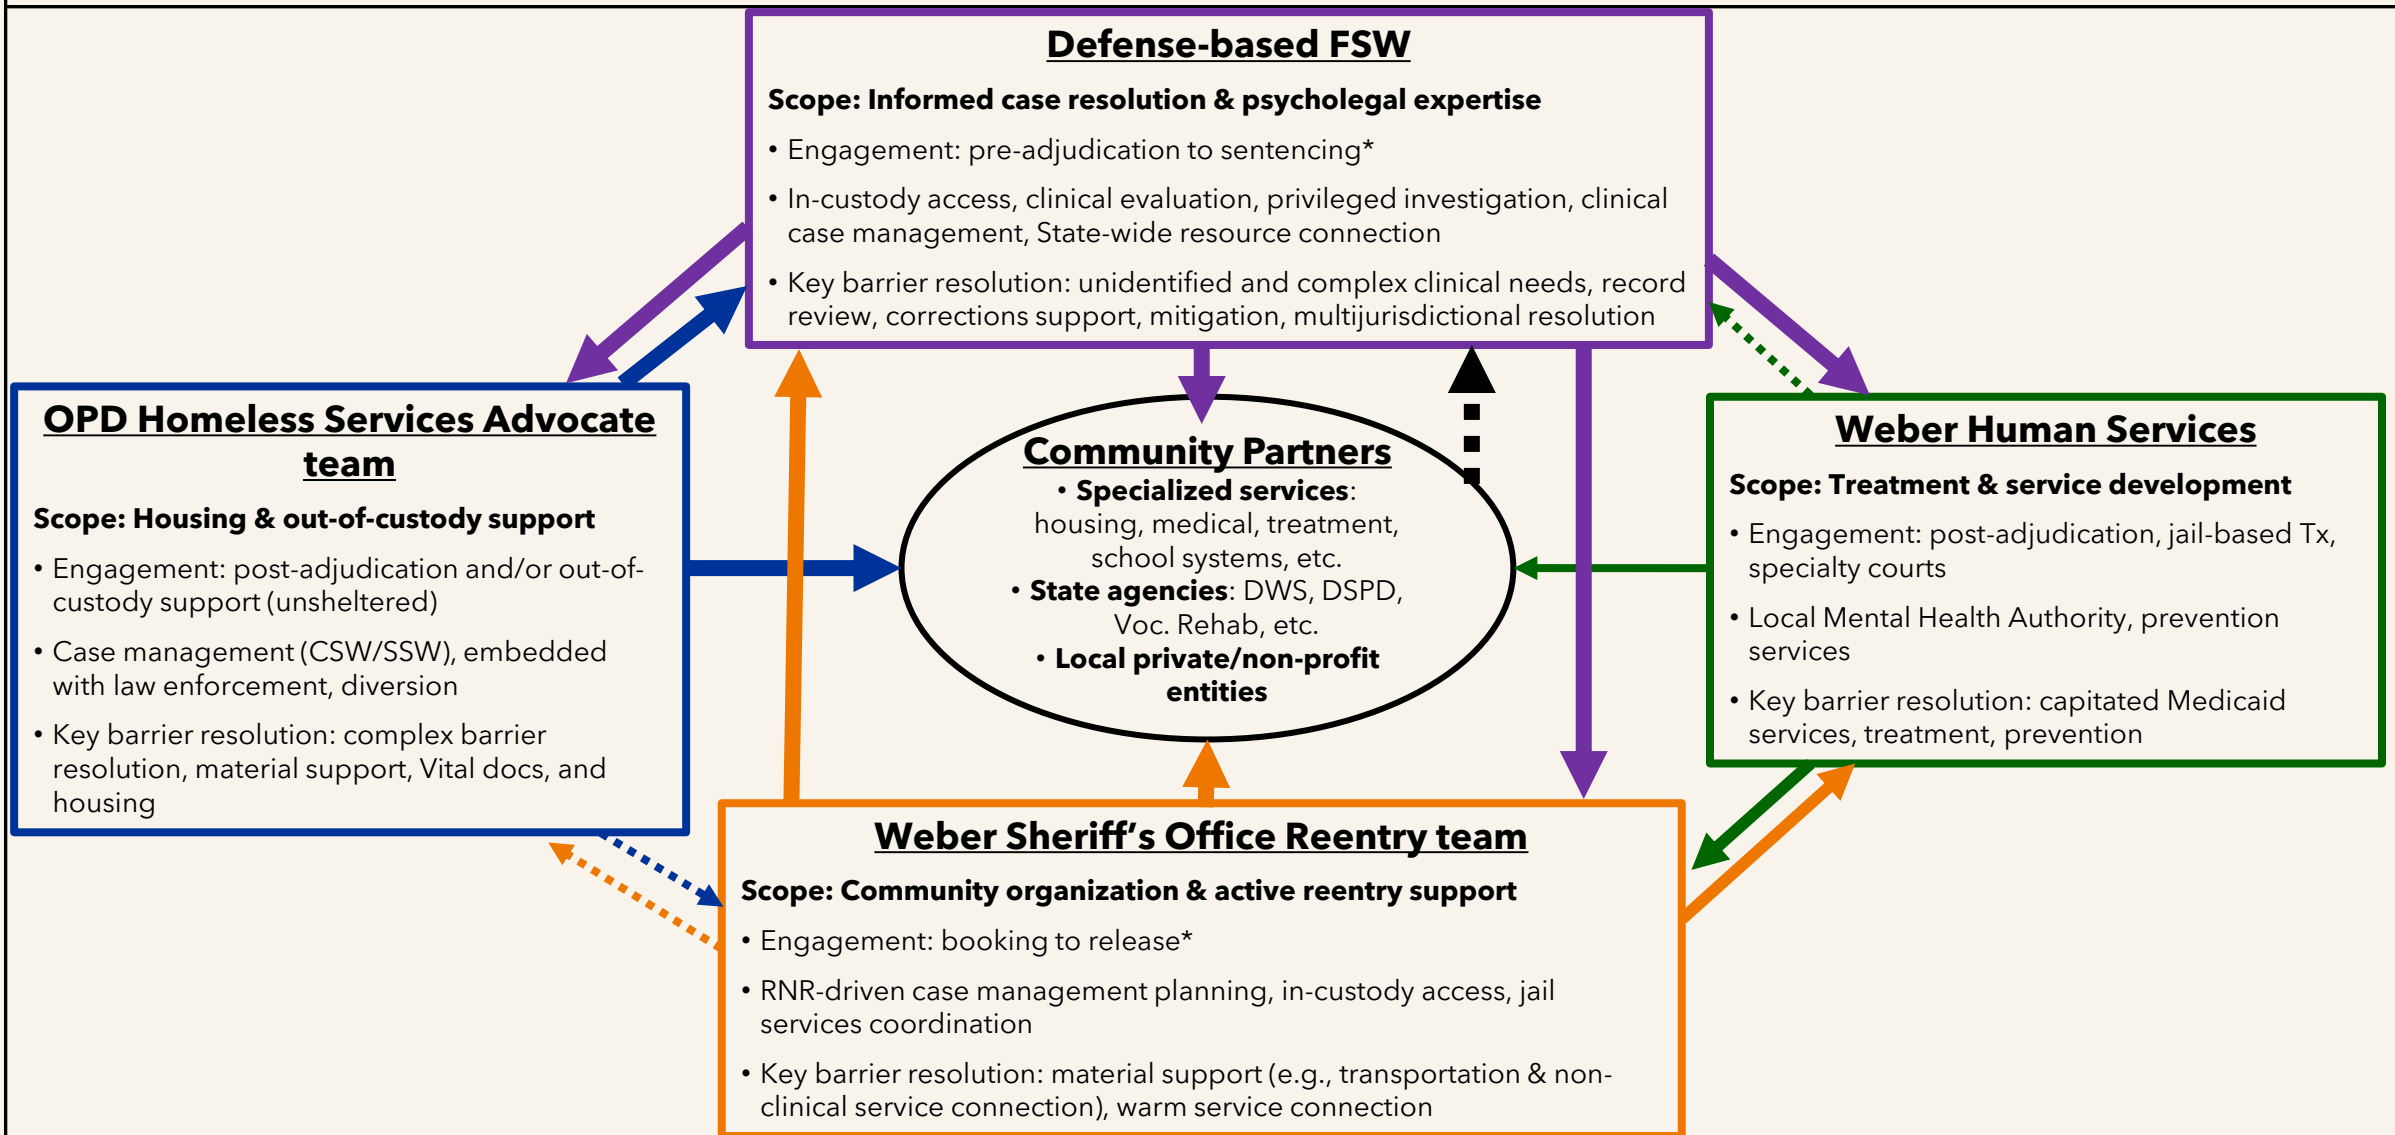 Defense-based FSW
Scope: Informed case resolution & psycholegal expertise
• Engagement: pre-adjudication to sentencing*
• In-custody access, clinical evaluation, privileged investigation, clinical
case management, State-wide resource connection
• Key barrier resolution: unidentified and complex clinical needs, record
review, corrections support, mitigation, multijurisdictional resolution
OPD Homeless Services Advocate
team
Scope: Housing & out-of-custody support
• Engagement: post-adjudication and/or out-of-
custody support (unsheltered)
• Case management (CSW/SSW), embedded
with law enforcement, diversion
• Key barrier resolution: complex barrier
resolution, material support, Vital docs, and
housing
Community Partners
• Specialized services:
housing, medical, treatment,
school systems, etc.
• State agencies: DWS, DSPD,
Voc. Rehab, etc.
• Local private/non-profit
entities
Weber Human Services
Scope: Treatment & service development
• Engagement: post-adjudication, jail-based Tx,
specialty courts
• Local Mental Health Authority, prevention
services
• Key barrier resolution: capitated Medicaid
services, treatment, prevention
Weber Sheriff’s Office Reentry team
Scope: Community organization & active reentry support
• Engagement: booking to release*
• RNR-driven case management planning, in-custody access, jail
services coordination
• Key barrier resolution: material support (e.g., transportation & non-
clinical service connection), warm service connection